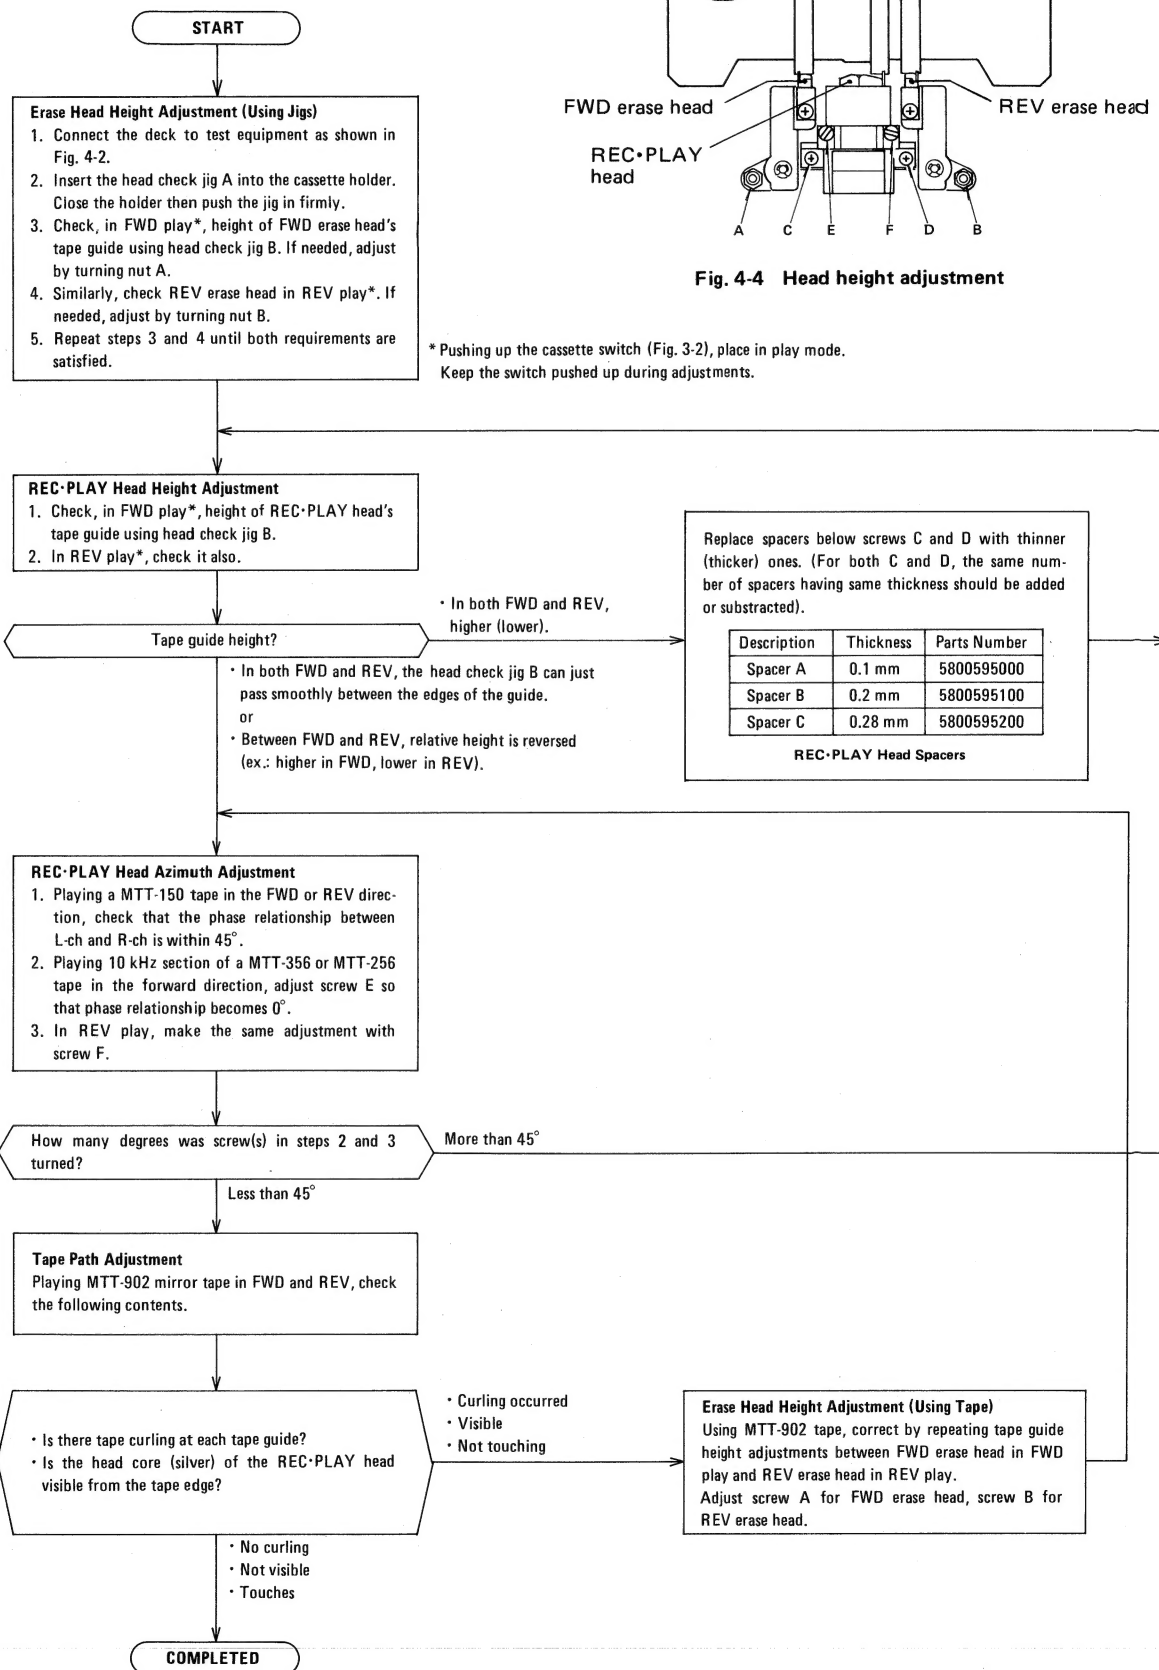 START
Erase Head Height Adjustment (Using Jigs)
1. Connect the deck to test equipment as shown in
Fig. 4-2.
2. Insert the head check jig A into the cassette holder.
Close the holder then push the jig in firmly.
3. Check, in FWD play*, height of FWD erase head's
tape guide using head check jig B. If needed, adjust
by turning nut A.
4. Similarly, check REV erase head in REV play*. If
needed, adjust by turning nut B.
5. Repeat steps 3 and 4 until both requirements are
satisfied.
FWD erase head
REV erase head
REC•PLAY
head
A C E F D B
Fig. 4-4 Head height adjustment
* Pushing up the cassette switch (Fig. 3-2), place in play mode.
Keep the switch pushed up during adjustments.
REC•PLAY Head Height Adjustment
1. Check, in FWD play*, height of REC•PLAY head's
tape guide using head check jig B.
2. In REV play*, check it also.
Tape guide height?
• In both FWD and REV,
higher (lower).
Replace spacers below screws C and D with thinner
(thicker) ones. (For both C and D, the same num-
ber of spacers having same thickness should be added
or substracted).
Description Thickness Parts Number
Spacer A 0.1 mm 5800595000
Spacer B 0.2 mm 5800595100
Spacer C 0.28 mm 5800595200
REC•PLAY Head Spacers
• In both FWD and REV, the head check jig B can just
pass smoothly between the edges of the guide.
or
• Between FWD and REV, relative height is reversed
(ex.: higher in FWD, lower in REV).
REC•PLAY Head Azimuth Adjustment
1. Playing a MTT-150 tape in the FWD or REV direc-
tion, check that the phase relationship between
L-ch and R-ch is within 45°.
2. Playing 10 kHz section of a MTT-356 or MTT-256
tape in the forward direction, adjust screw E so
that phase relationship becomes 0°.
3. In REV play, make the same adjustment with
screw F.
How many degrees was screw(s) in steps 2 and 3
turned?
More than 45°
Less than 45°
Tape Path Adjustment
Playing MTT-902 mirror tape in FWD and REV, check
the following contents.
• Is there tape curling at each tape guide?
• Is the head core (silver) of the REC•PLAY head
visible from the tape edge?
• Curling occurred
• Visible
• Not touching
Erase Head Height Adjustment (Using Tape)
Using MTT-902 tape, correct by repeating tape guide
height adjustments between FWD erase head in FWD
play and REV erase head in REV play.
Adjust screw A for FWD erase head, screw B for
REV erase head.
• No curling
• Not visible
• Touches
COMPLETED